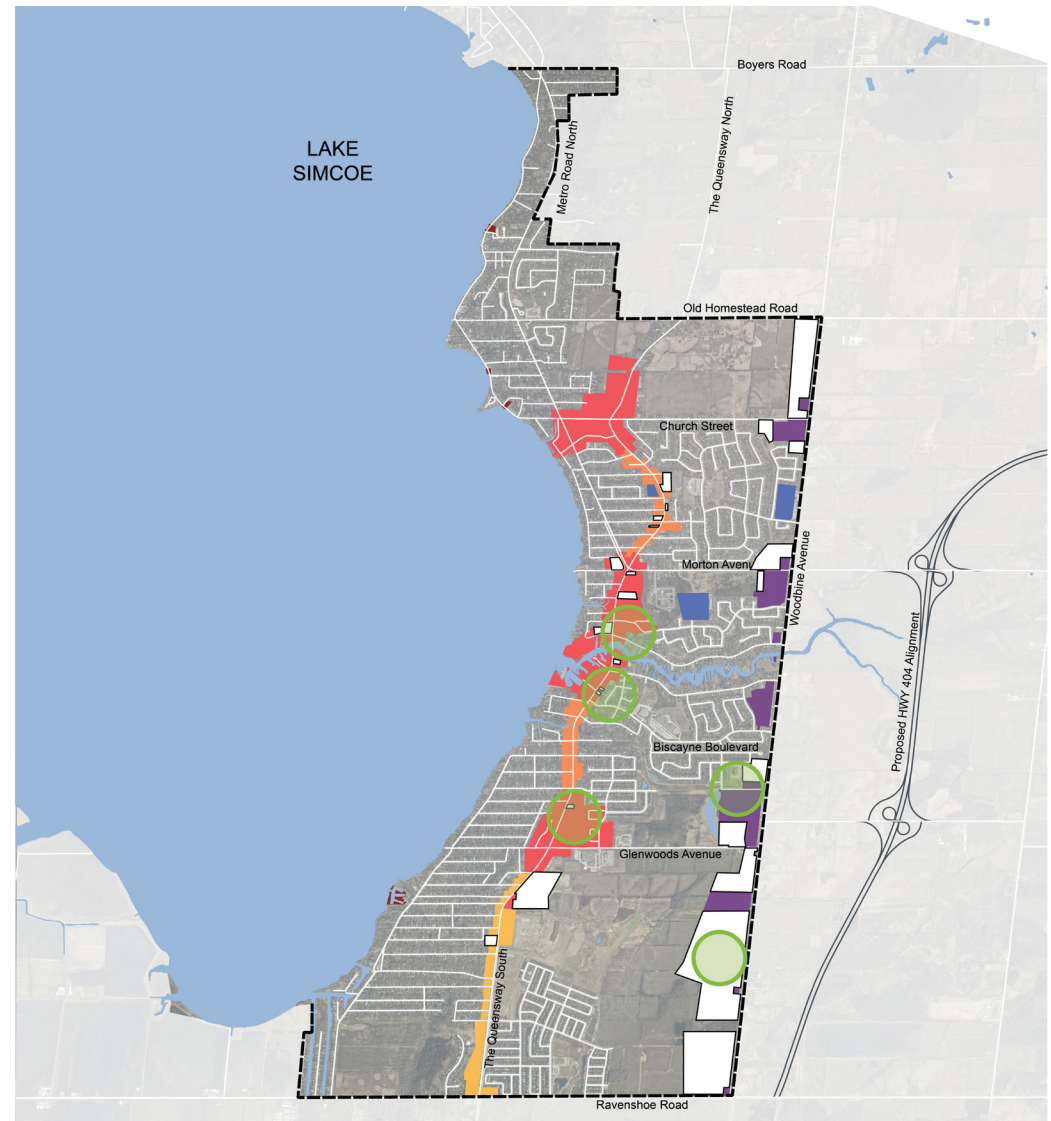 Boyers Road
LAKE
SIMCOE
Metro Road North
The Queensway North
Old Homestead Road
Church Street
Morton Avenu
Woodbine Avenue
Proposed HWY 404 Alignment
Biscayne Boulevard
Glenwoods Avenue
The Queensway South
Ravenshoe Road